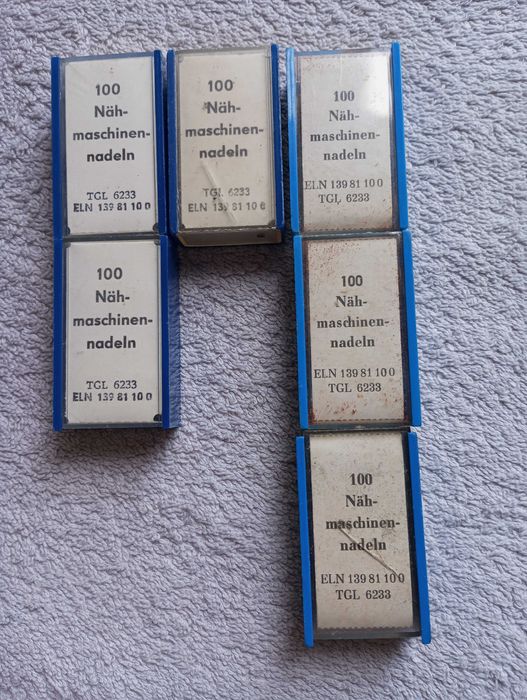 100
Näh-
maschinen-
nadeln
TGL 6233
ELN 139 81 10 0
100
Näh-
maschinen-
nadeln
TGL 6233
ELN 139 81 10 0
100
Näh-
maschinen-
nadeln
ELN 139 81 10 0
TGL 6233
100
Näh-
maschinen-
nadeln
TGL 6233
ELN 139 81 10 0
100
Näh-
maschinen-
nadeln
ELN 139 81 10 0
TGL 6233
100
Näh-
maschinen-
nadeln
ELN 139 81 10 0
TGL 6233